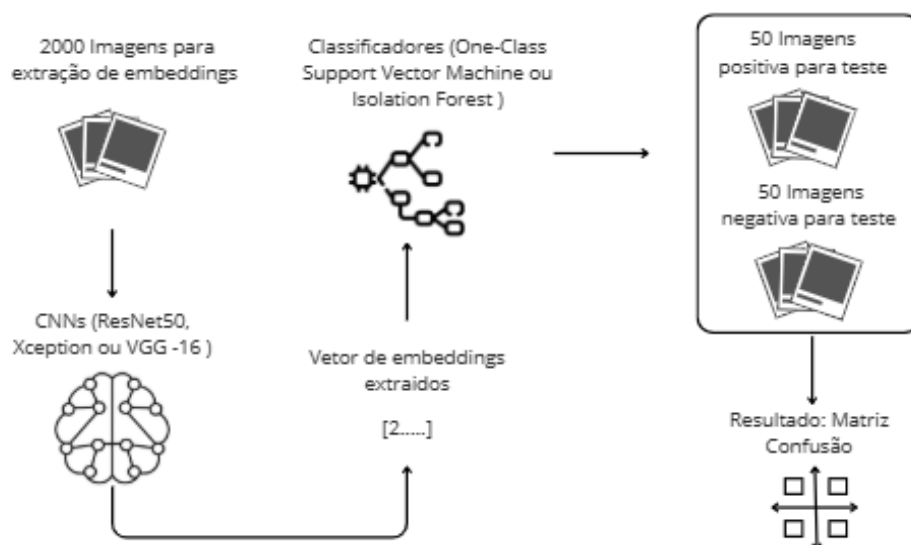 2000 Imagens para
extração de embeddings
CNNs (ResNet50,
Xception ou VGG -16 )
Vetor de embeddings
extraidos
[2.....]
Classificadores (One-Class
Support Vector Machine ou
Isolation Forest )
50 Imagens
positiva para teste
50 Imagens
negativa para teste
Resultado: Matriz
Confusão